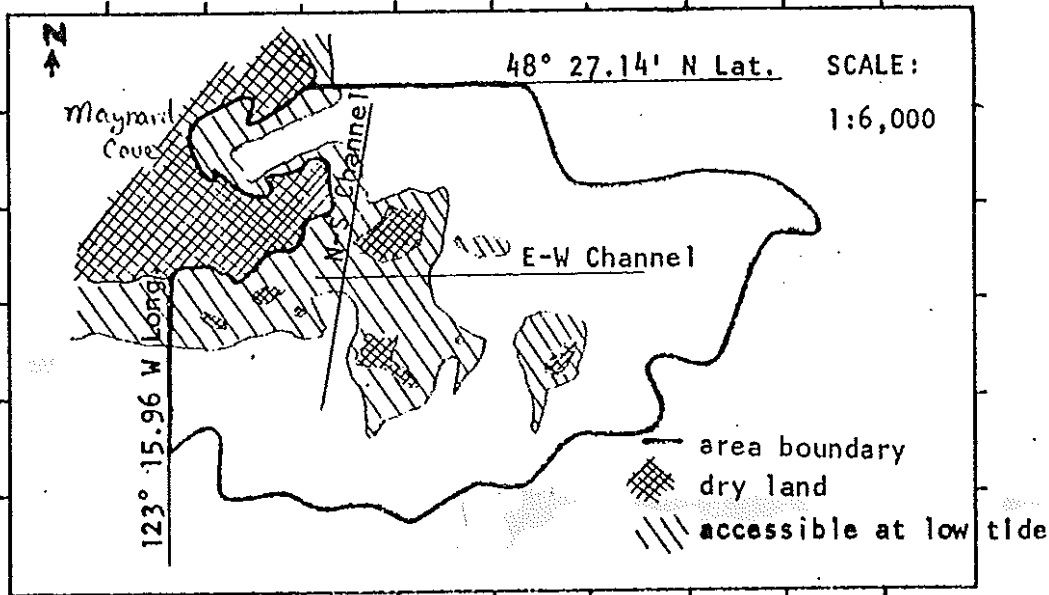 N
48° 27.14' N Lat.
SCALE:
1:6,000
Maynard
Cove
N-S Channel
E-W Channel
123° 15.96 W Long.
area boundary
dry land
accessible at low tide